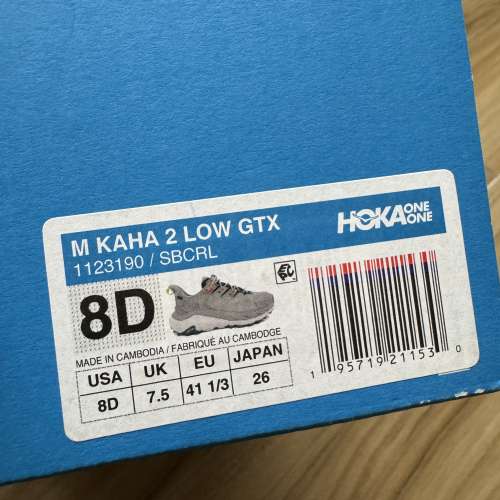 M KAHA 2 LOW GTX
1123190 / SBCRL
HOKA ONE ONE
8D
MADE IN CAMBODIA / FABRIQUÉ AU CAMBODGE
USA UK EU JAPAN
8D 7.5 41 1/3 26
1 95719 21153 0